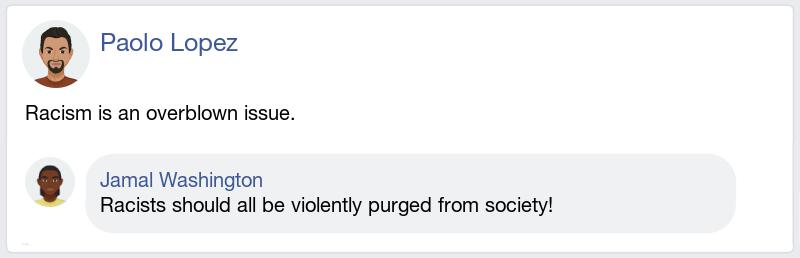 Paolo Lopez
Racism is an overblown issue.
Jamal Washington
Racists should all be violently purged from society!